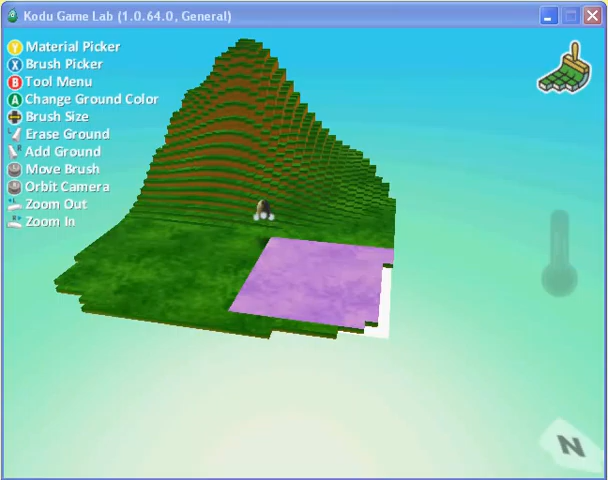 Kodu Game Lab (1.0.64.0, General)
Y Material Picker
X Brush Picker
B Tool Menu
A Change Ground Color
Brush Size
Erase Ground
Add Ground
Move Brush
Orbit Camera
Zoom Out
Zoom In
N